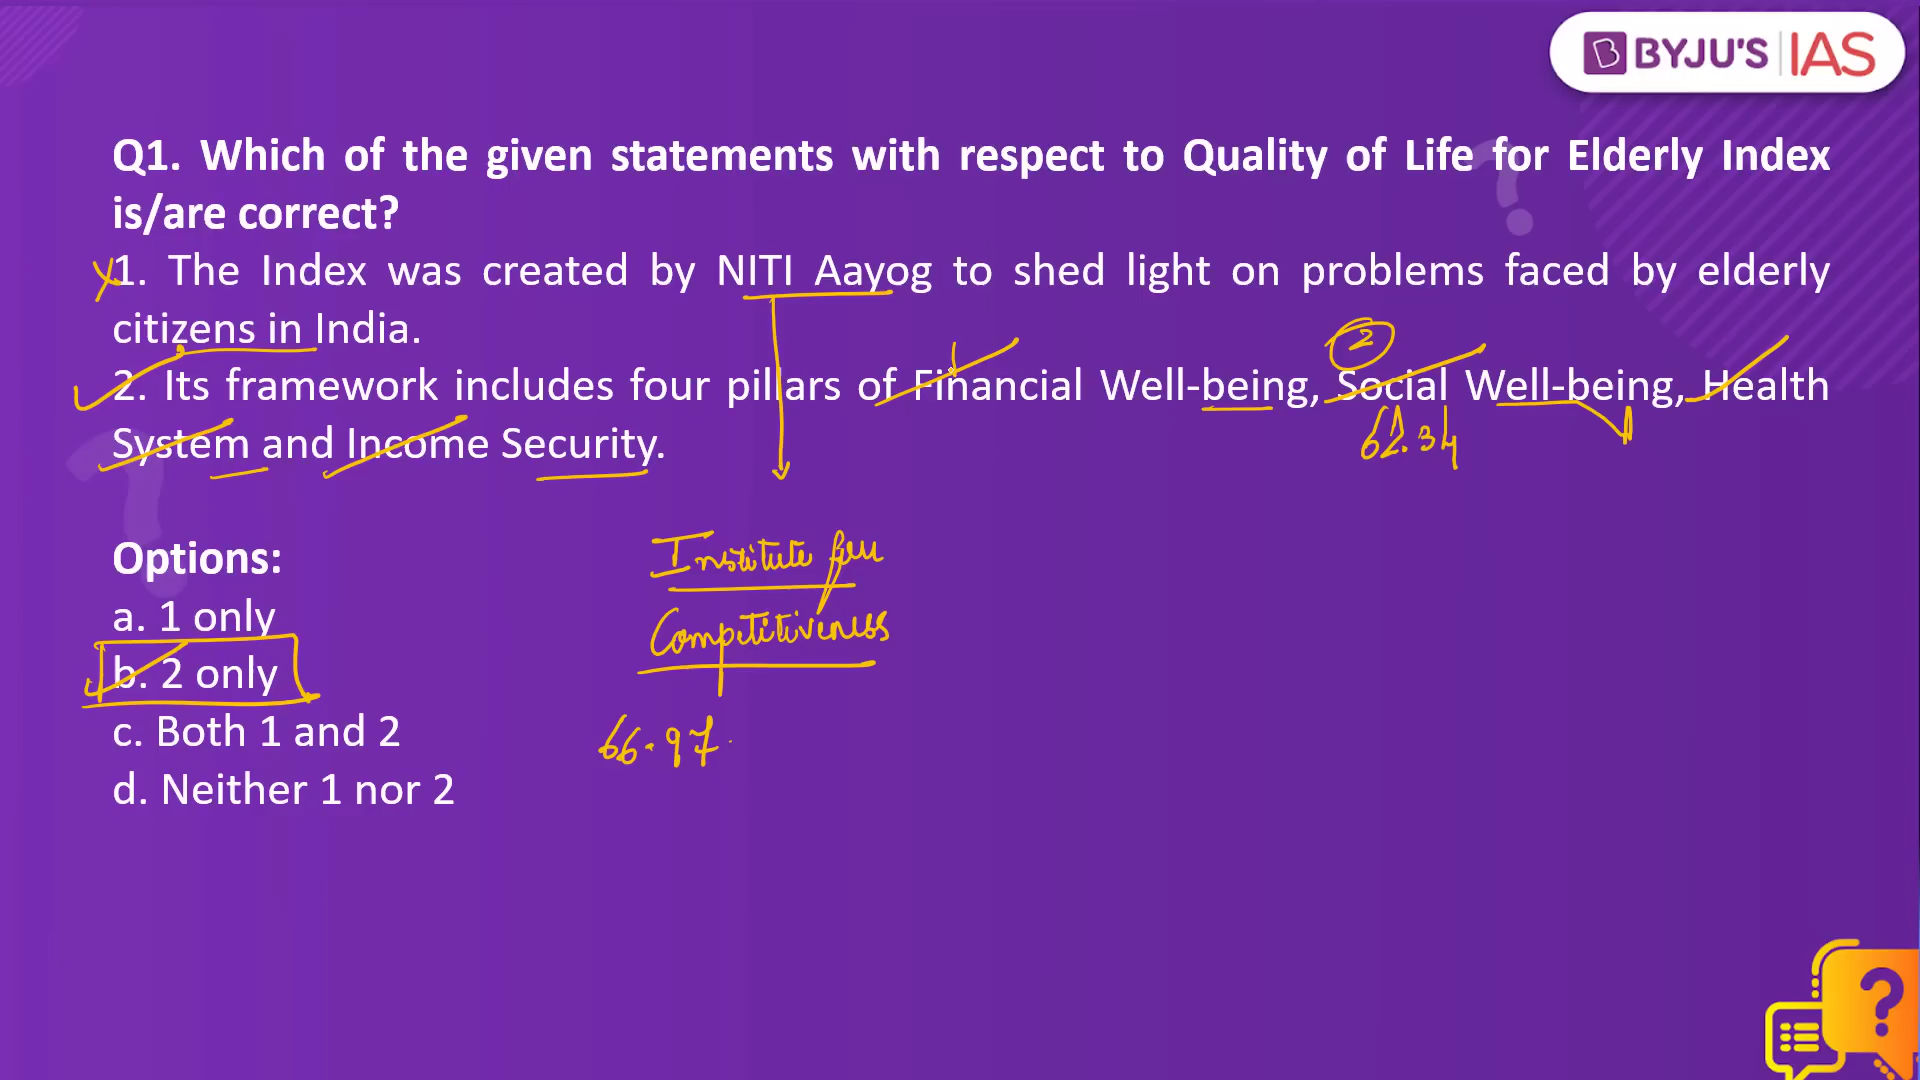 BYJU'S IAS
Q1. Which of the given statements with respect to Quality of Life for Elderly Index
is/are correct?
1. The Index was created by NITI Aayog to shed light on problems faced by elderly
citizens in India.
2
2. Its framework includes four pillars of Financial Well-being, Social Well-being, Health
62.34
System and Income Security.
Institute for
Options:
Competitiveness
a. 1 only
b. 2 only
66.97
c. Both 1 and 2
d. Neither 1 nor 2